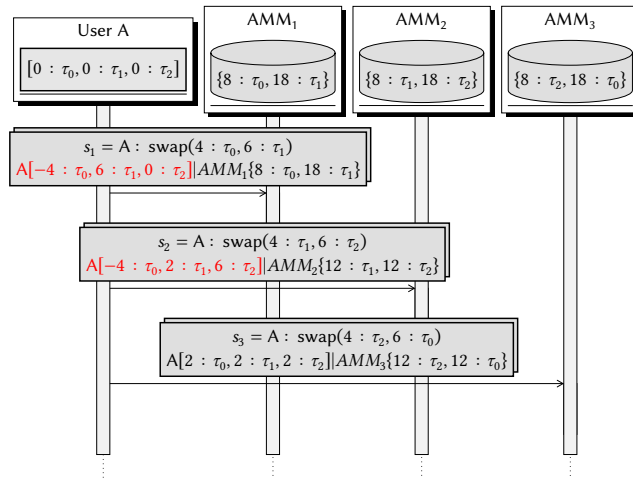 User A
AMM₁
AMM₂
AMM₃
[0 : τ₀, 0 : τ₁, 0 : τ₂]
{8 : τ₀, 18 : τ₁}
{8 : τ₁, 18 : τ₂}
{8 : τ₂, 18 : τ₀}
s₁ = A : swap(4 : τ₀, 6 : τ₁)
A[−4 : τ₀, 6 : τ₁, 0 : τ₂]|AMM₁{8 : τ₀, 18 : τ₁}
s₂ = A : swap(4 : τ₁, 6 : τ₂)
A[−4 : τ₀, 2 : τ₁, 6 : τ₂]|AMM₂{12 : τ₁, 12 : τ₂}
s₃ = A : swap(4 : τ₂, 6 : τ₀)
A[2 : τ₀, 2 : τ₁, 2 : τ₂]|AMM₃{12 : τ₂, 12 : τ₀}